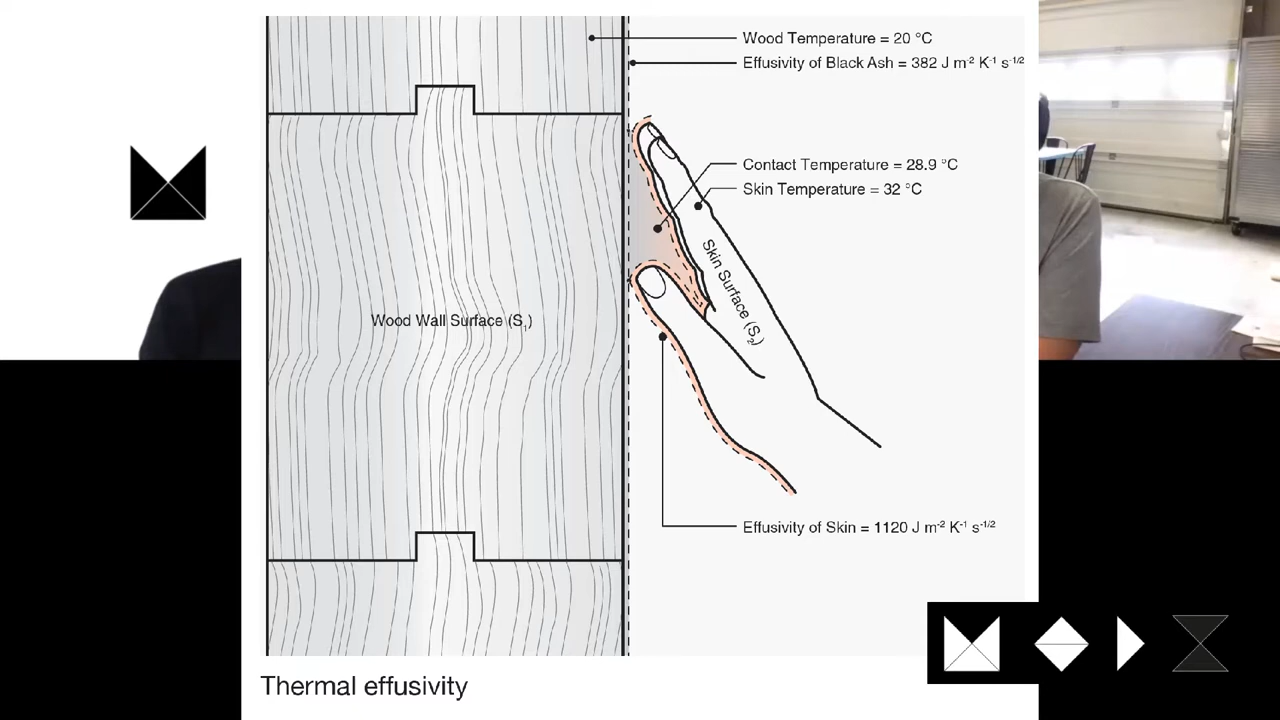 Wood Temperature = 20 °C
Effusivity of Black Ash = 382 J m⁻² K⁻¹ s⁻¹/²
Contact Temperature = 28.9 °C
Skin Temperature = 32 °C
Skin Surface (S₂)
Wood Wall Surface (S₁)
Effusivity of Skin = 1120 J m⁻² K⁻¹ s⁻¹/²
Thermal effusivity